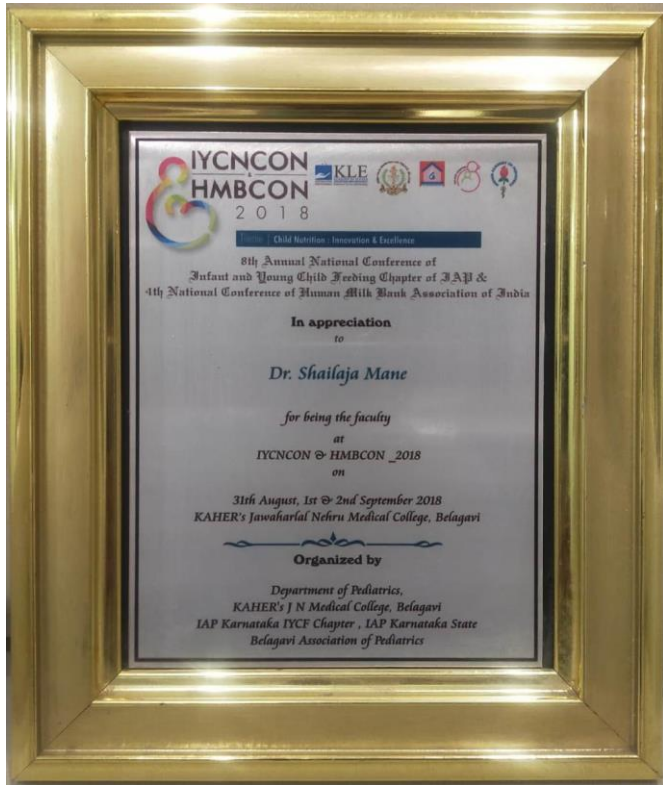 IYCNCON
&
HMBCON
2018
KLE
Theme : Child Nutrition : Innovation & Excellence
8th Annual National Conference of
Infant and Young Child Feeding Chapter of IAP &
4th National Conference of Human Milk Bank Association of India
In appreciation
to
Dr. Shailaja Mane
for being the faculty
at
IYCNCON & HMBCON _2018
on
31th August, 1st & 2nd September 2018
KAHER's Jawaharlal Nehru Medical College, Belagavi
Organized by
Department of Pediatrics,
KAHER's J N Medical College, Belagavi
IAP Karnataka IYCF Chapter , IAP Karnataka State
Belagavi Association of Pediatrics